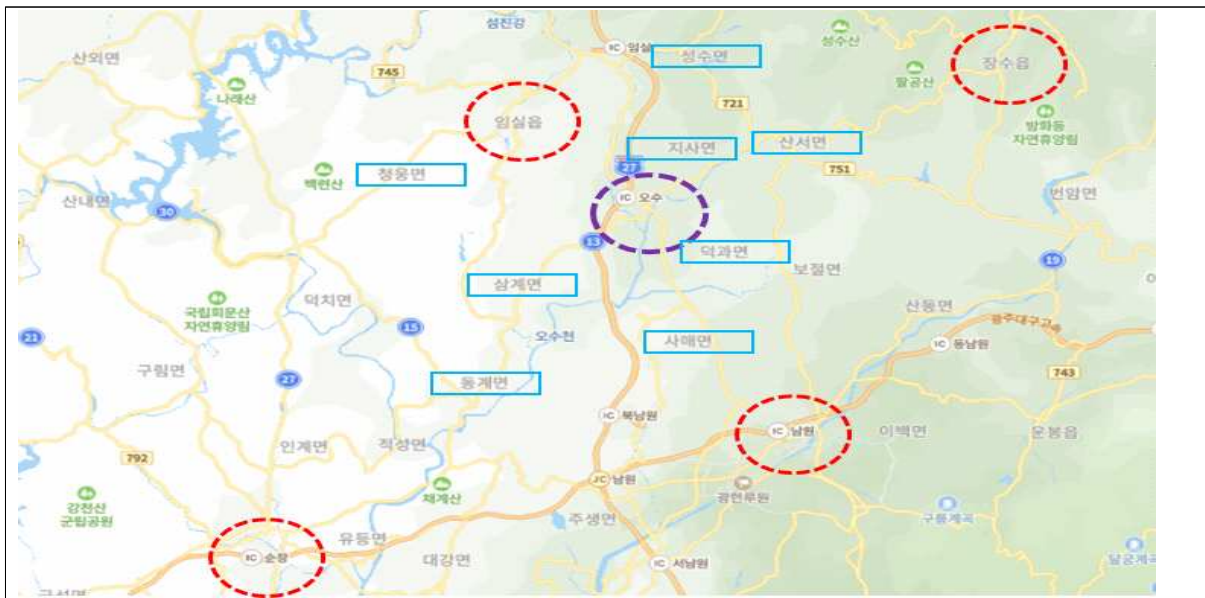 섬진강
산외면
IC 임실
성수면
성수산
장수읍
745
팔공산
나래산
721
임실읍
방화동
자연휴양림
지사면
산서면
27
751
백련산
청웅면
산내면
30
IC 오수
번암면
13
덕과면
19
보절면
삼계면
덕치면
국립회문산
자연휴양림
산동면
15
광주대구고속
21
오수천
사매면
IC 동남원
구림면
27
동계면
743
IC 북남원
인계면
적성면
IC 남원
이백면
운봉읍
792
JC 남원
채계산
광한루원
강천산
군립공원
주생면
구룡계곡
유등면
IC 순창
대강면
IC 서남원
달궁계곡
금성면